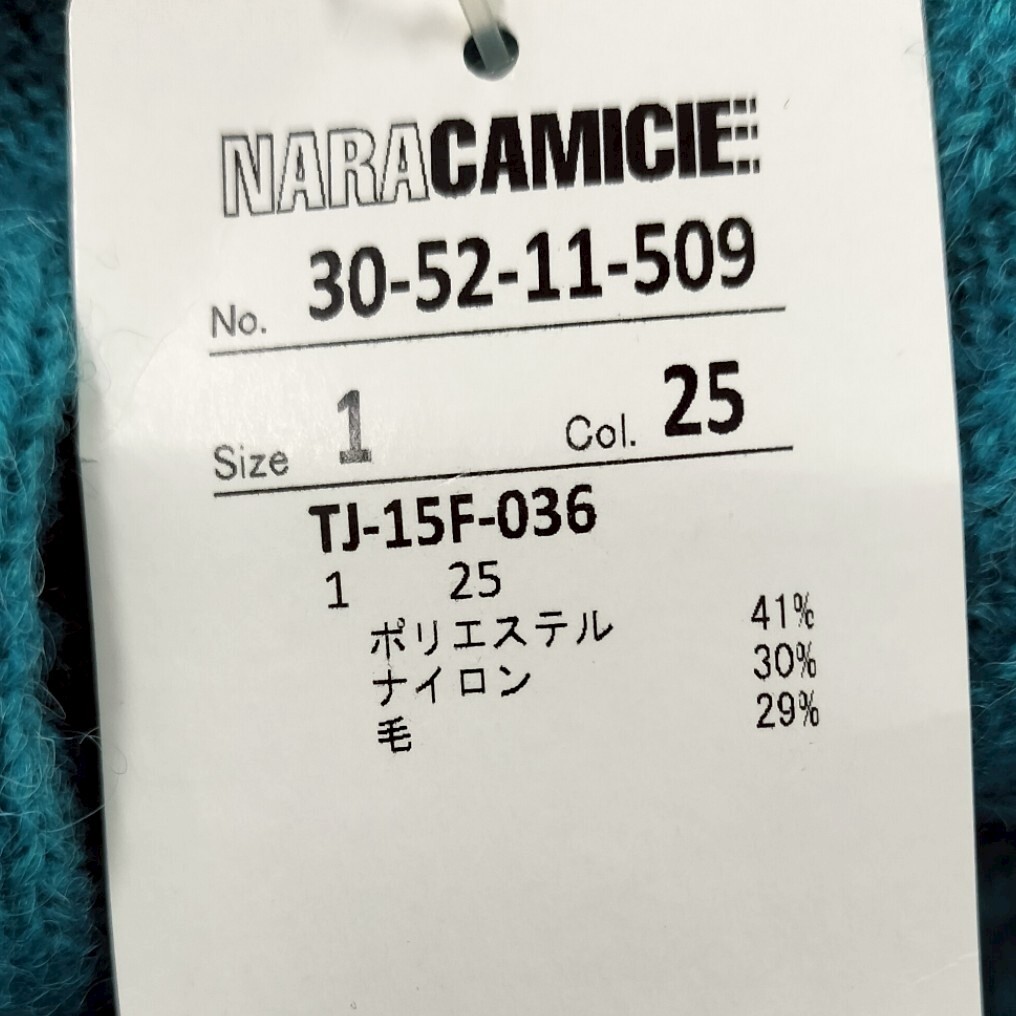 NARACAMICIE
No. 30-52-11-509
Size 1 Col. 25
TJ-15F-036
1 25
ポリエステル 41%
ナイロン 30%
毛 29%